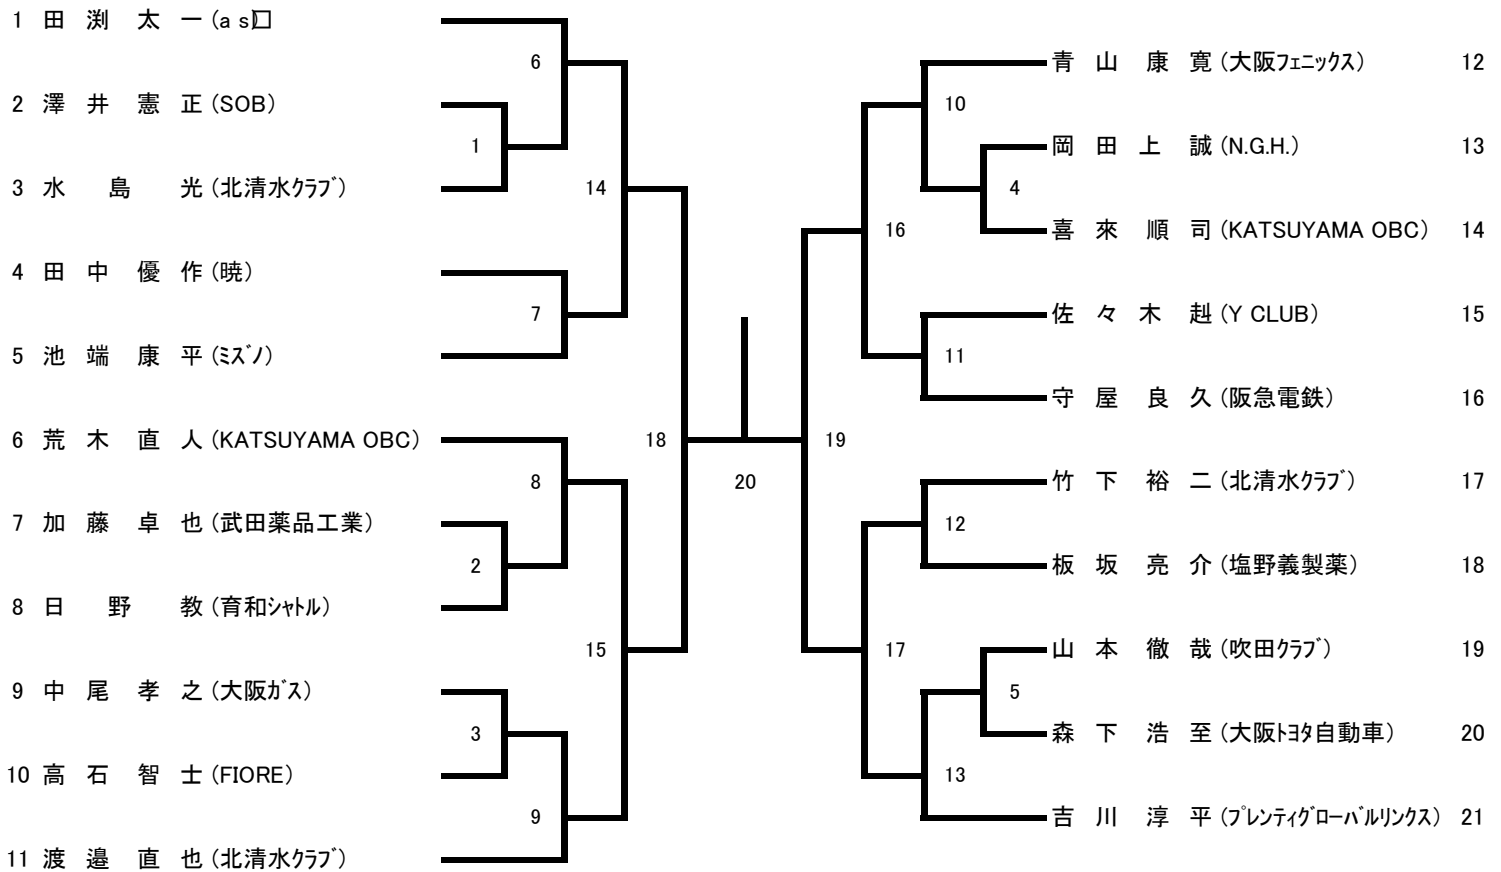 1 田 渕 太 一 (a s)
6
青 山 康 寛 (大阪フェニックス) 12
2 澤 井 憲 正 (SOB)
10
1
岡 田 上 誠 (N.G.H.) 13
3 水 島 光 (北清水クラブ)
14
4
16
喜 來 順 司 (KATSUYAMA OBC) 14
4 田 中 優 作 (暁)
7
佐 々 木 赳 (Y CLUB) 15
5 池 端 康 平 (ミズノ)
11
守 屋 良 久 (阪急電鉄) 16
6 荒 木 直 人 (KATSUYAMA OBC)
18
19
8
20
竹 下 裕 二 (北清水クラブ) 17
7 加 藤 卓 也 (武田薬品工業)
12
2
板 坂 亮 介 (塩野義製薬) 18
8 日 野 教 (育和シャトル)
15
17
山 本 徹 哉 (吹田クラブ) 19
9 中 尾 孝 之 (大阪ガス)
5
3
森 下 浩 至 (大阪トヨタ自動車) 20
10 高 石 智 士 (FIORE)
13
9
吉 川 淳 平 (プレンティグローバルリンクス) 21
11 渡 邉 直 也 (北清水クラブ)